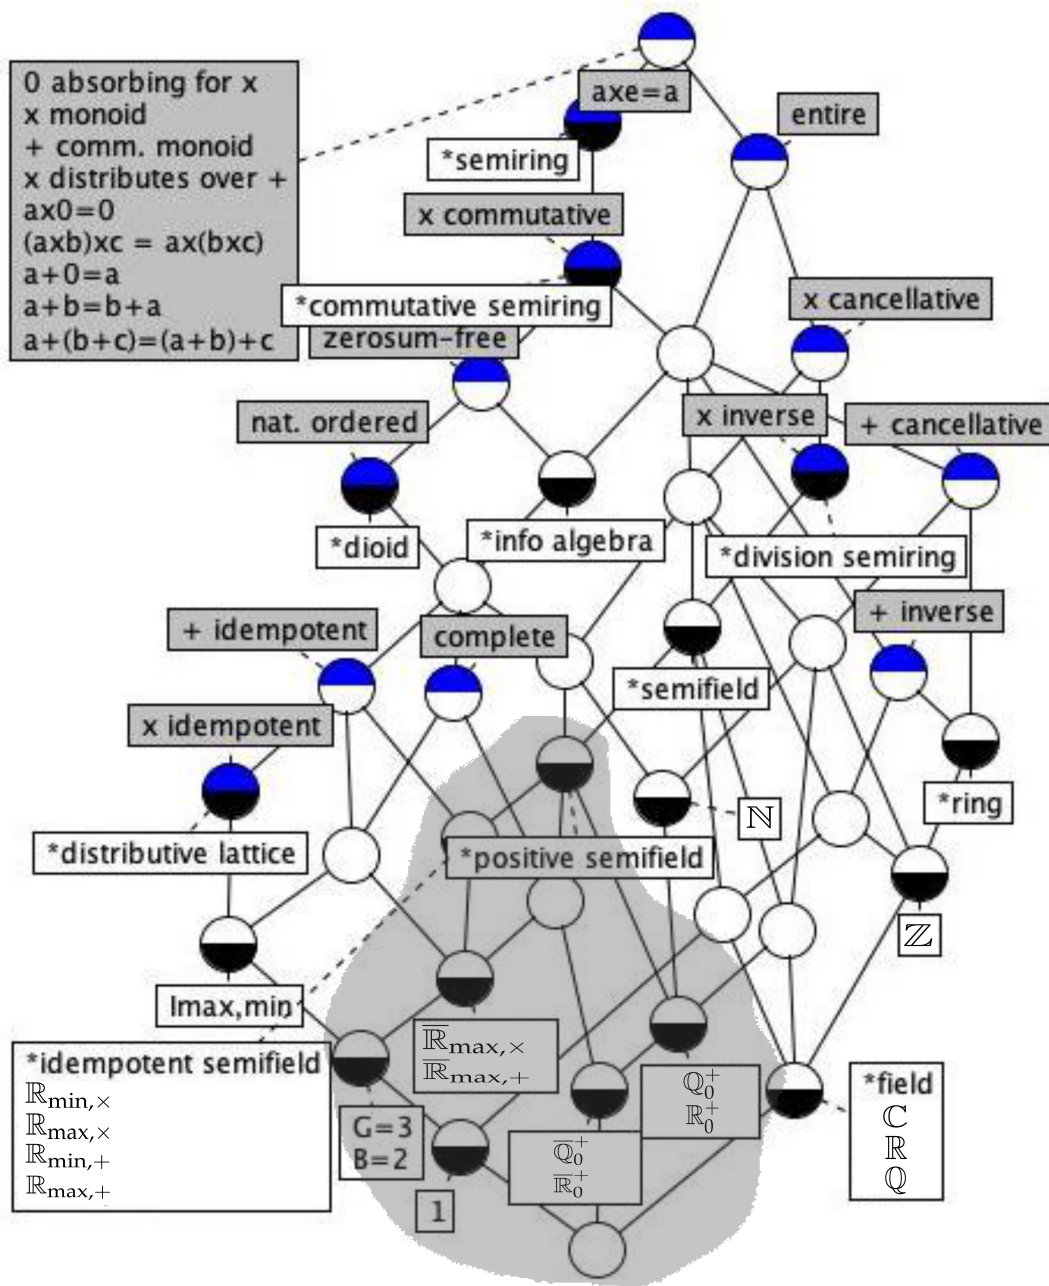 axe=a
entire
0 absorbing for x
x monoid
+ comm. monoid
x distributes over +
ax0=0
(axb)xc = ax(bxc)
a+0=a
a+b=b+a
a+(b+c)=(a+b)+c
*semiring
x commutative
*commutative semiring
x cancellative
zerosum-free
nat. ordered
x inverse
+ cancellative
*dioid
*info algebra
*division semiring
+ idempotent
complete
+ inverse
*semifield
x idempotent
*ring
ℕ
*distributive lattice
*positive semifield
ℤ
Imax,min
*idempotent semifield
ℝmin,×
ℝmax,×
ℝmin,+
ℝmax,+
ℝ̅max,×
ℝ̅max,+
ℚ₀⁺
ℝ₀⁺
*field
ℂ
ℝ
ℚ
G=3
B=2
ℚ̅₀⁺
ℝ̅₀⁺
1